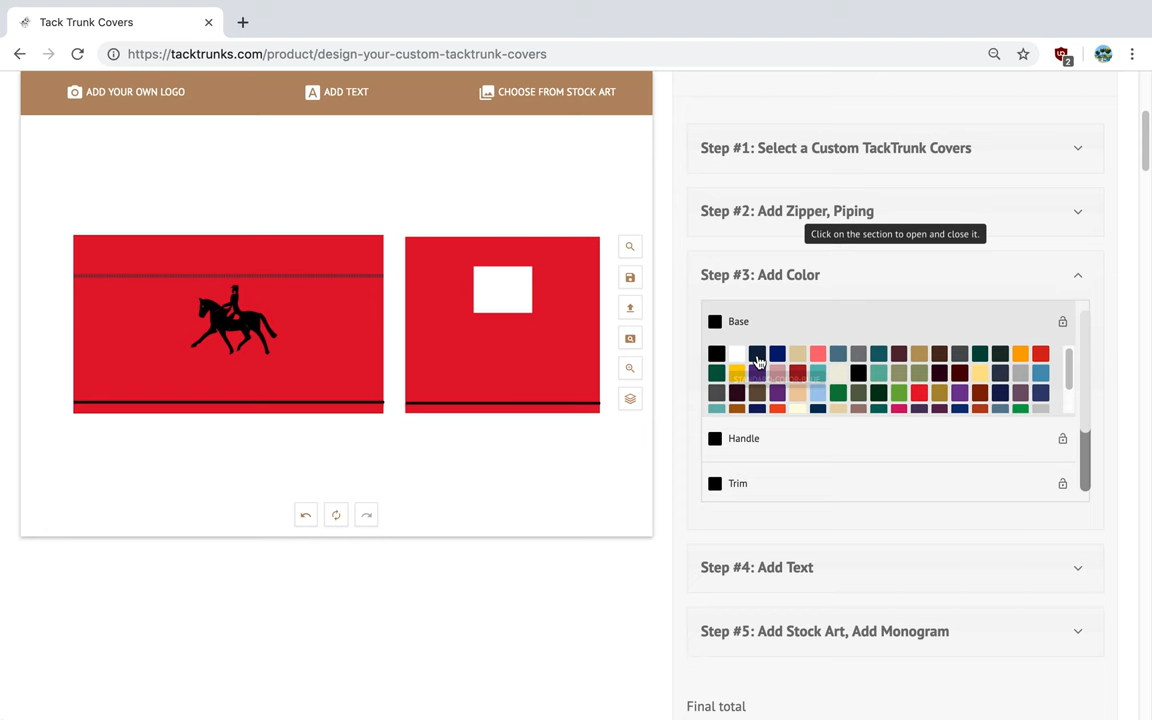 Tack Trunk Covers
https://tacktrunks.com/product/design-your-custom-tacktrunk-covers
2
ADD YOUR OWN LOGO
A ADD TEXT
CHOOSE FROM STOCK ART
Step #1: Select a Custom TackTrunk Covers
Step #2: Add Zipper, Piping
Click on the section to open and close it.
Step #3: Add Color
Base
Handle
Trim
Step #4: Add Text
Step #5: Add Stock Art, Add Monogram
Final total